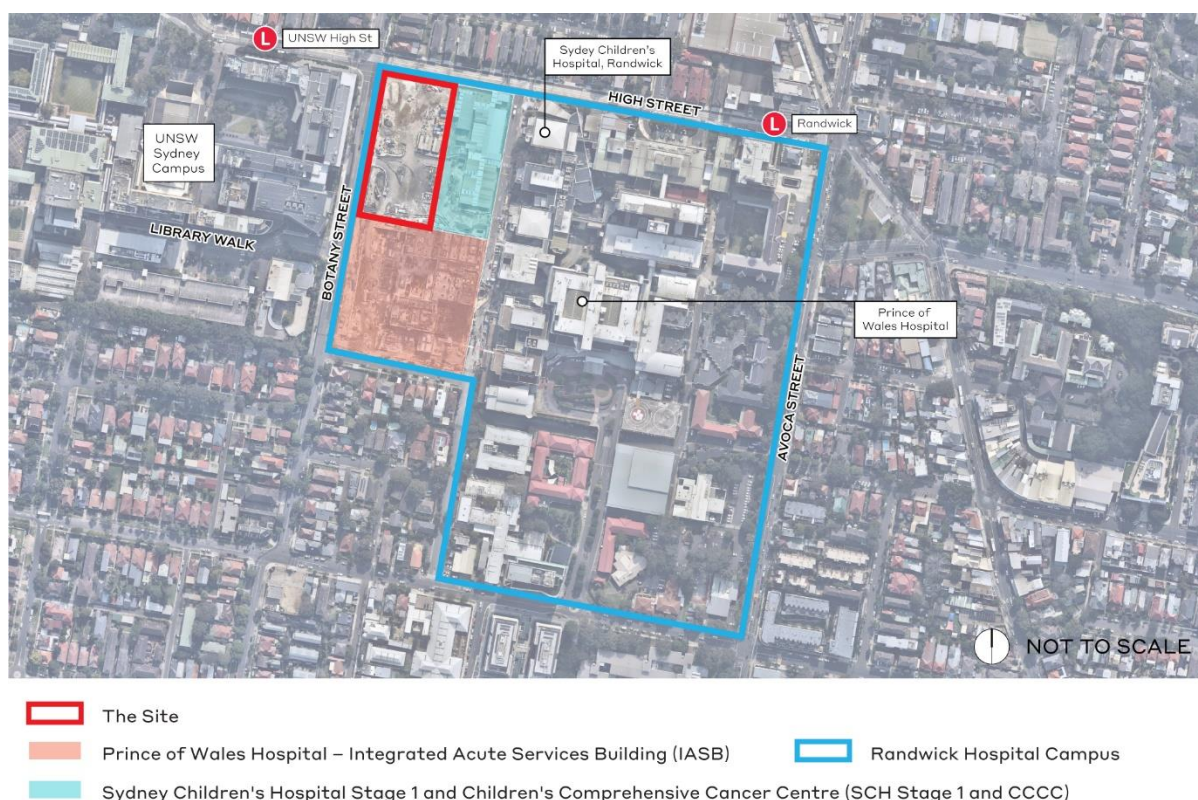 L UNSW High St
Sydey Children's
Hospital, Randwick
HIGH STREET
L Randwick
UNSW
Sydney
Campus
LIBRARY WALK
BOTANY STREET
Prince of
Wales Hospital
AVOCA STREET
NOT TO SCALE
The Site
Prince of Wales Hospital – Integrated Acute Services Building (IASB)
Randwick Hospital Campus
Sydney Children's Hospital Stage 1 and Children's Comprehensive Cancer Centre (SCH Stage 1 and CCCC)